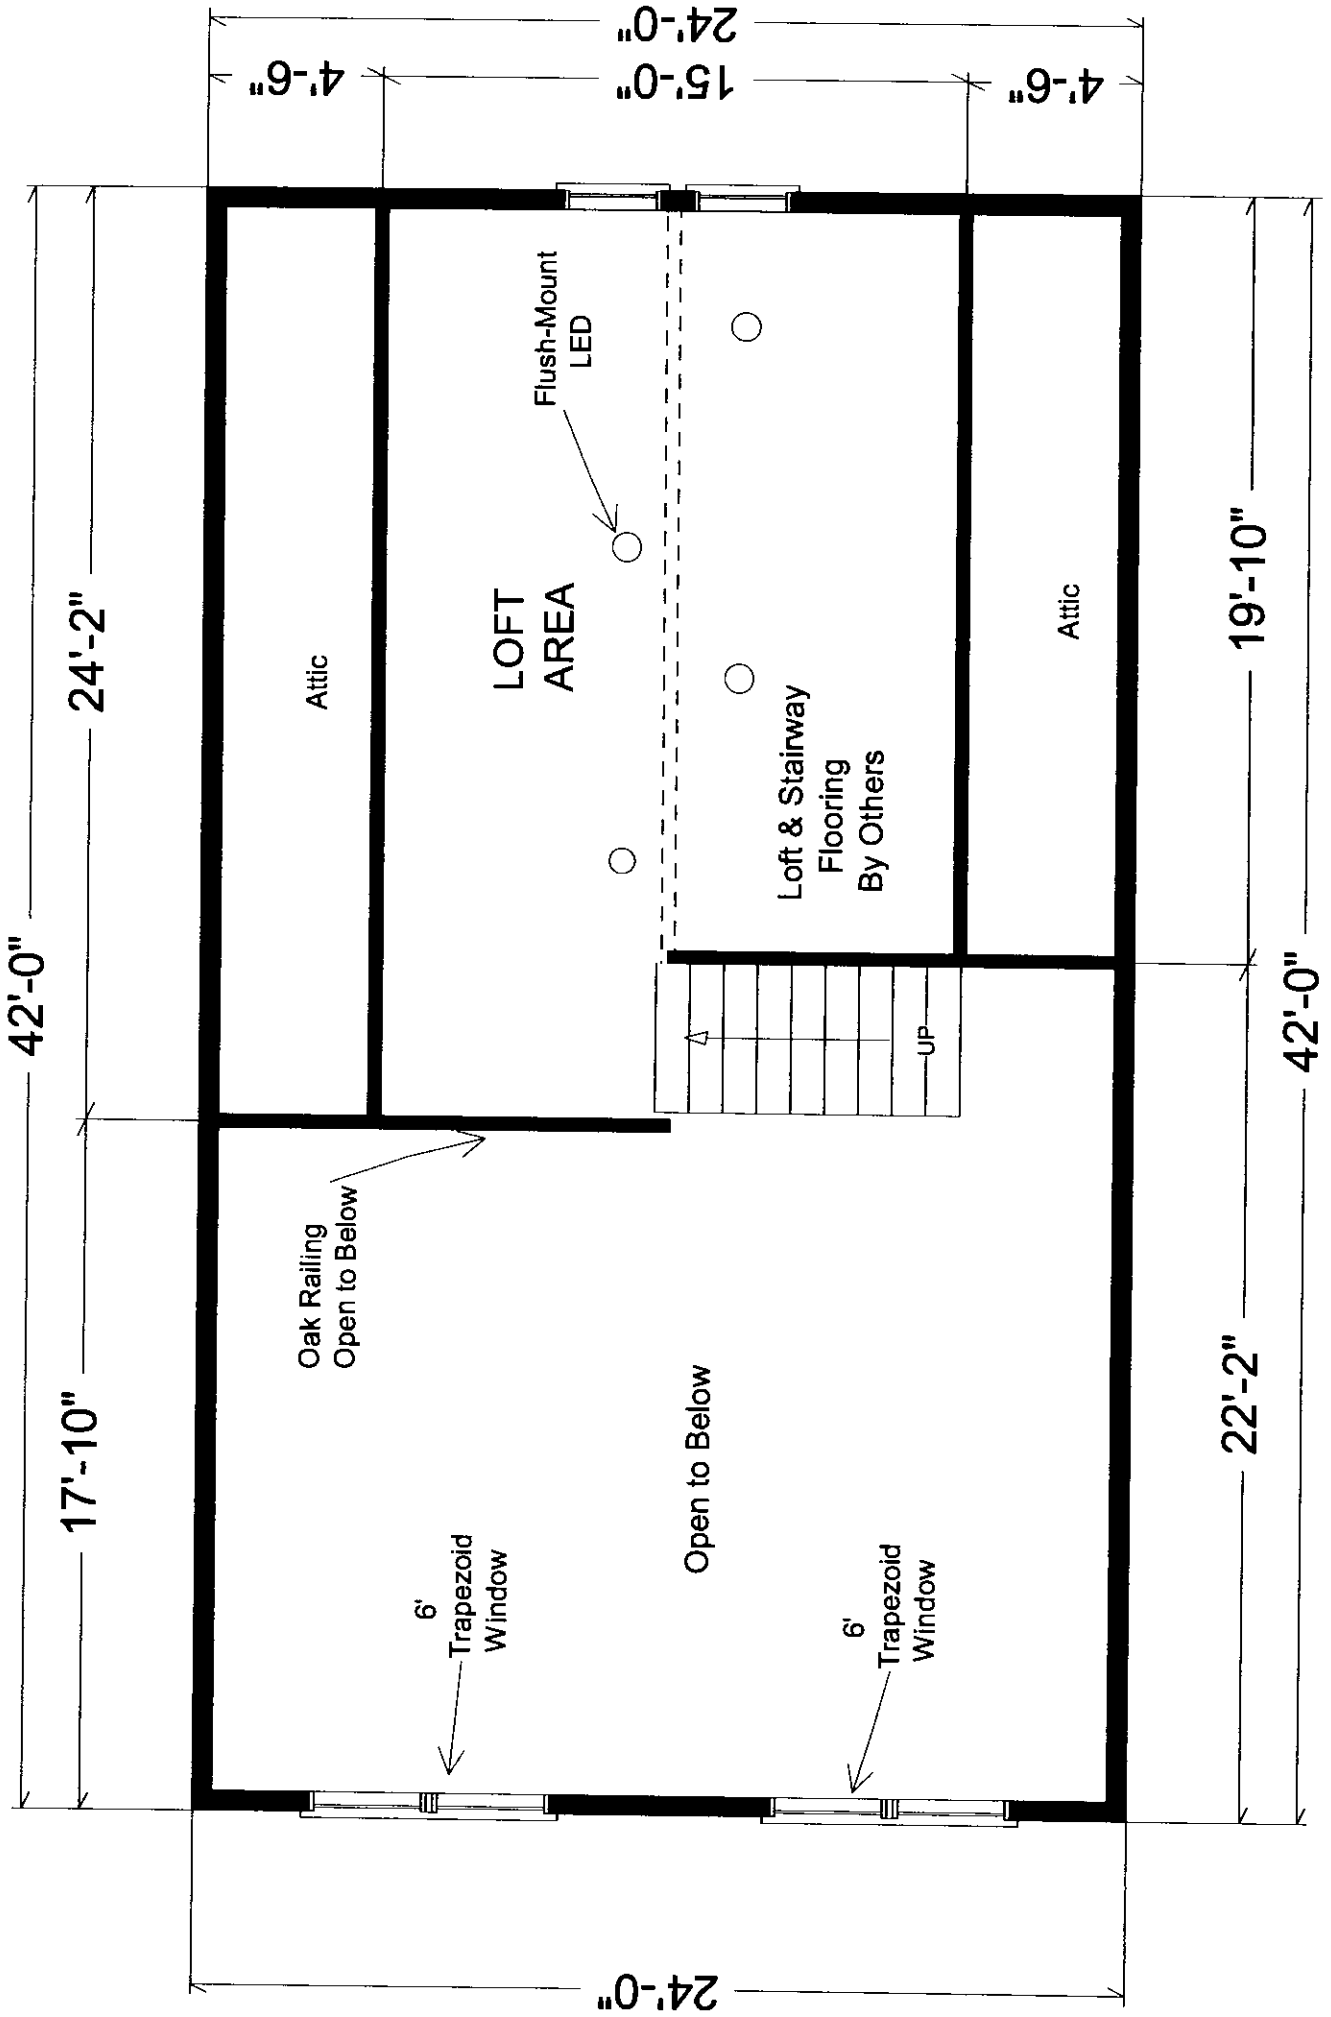 42'-0"
17'-10"
24'-2"
24'-0"
24'-0"
4'-6"
15'-0"
4'-6"
Attic
Oak Railing
Open to Below
6'
Trapezoid
Window
LOFT
AREA
Flush-Mount
LED
Open to Below
Loft & Stairway
Flooring
By Others
6'
Trapezoid
Window
UP
Attic
22'-2"
19'-10"
42'-0"